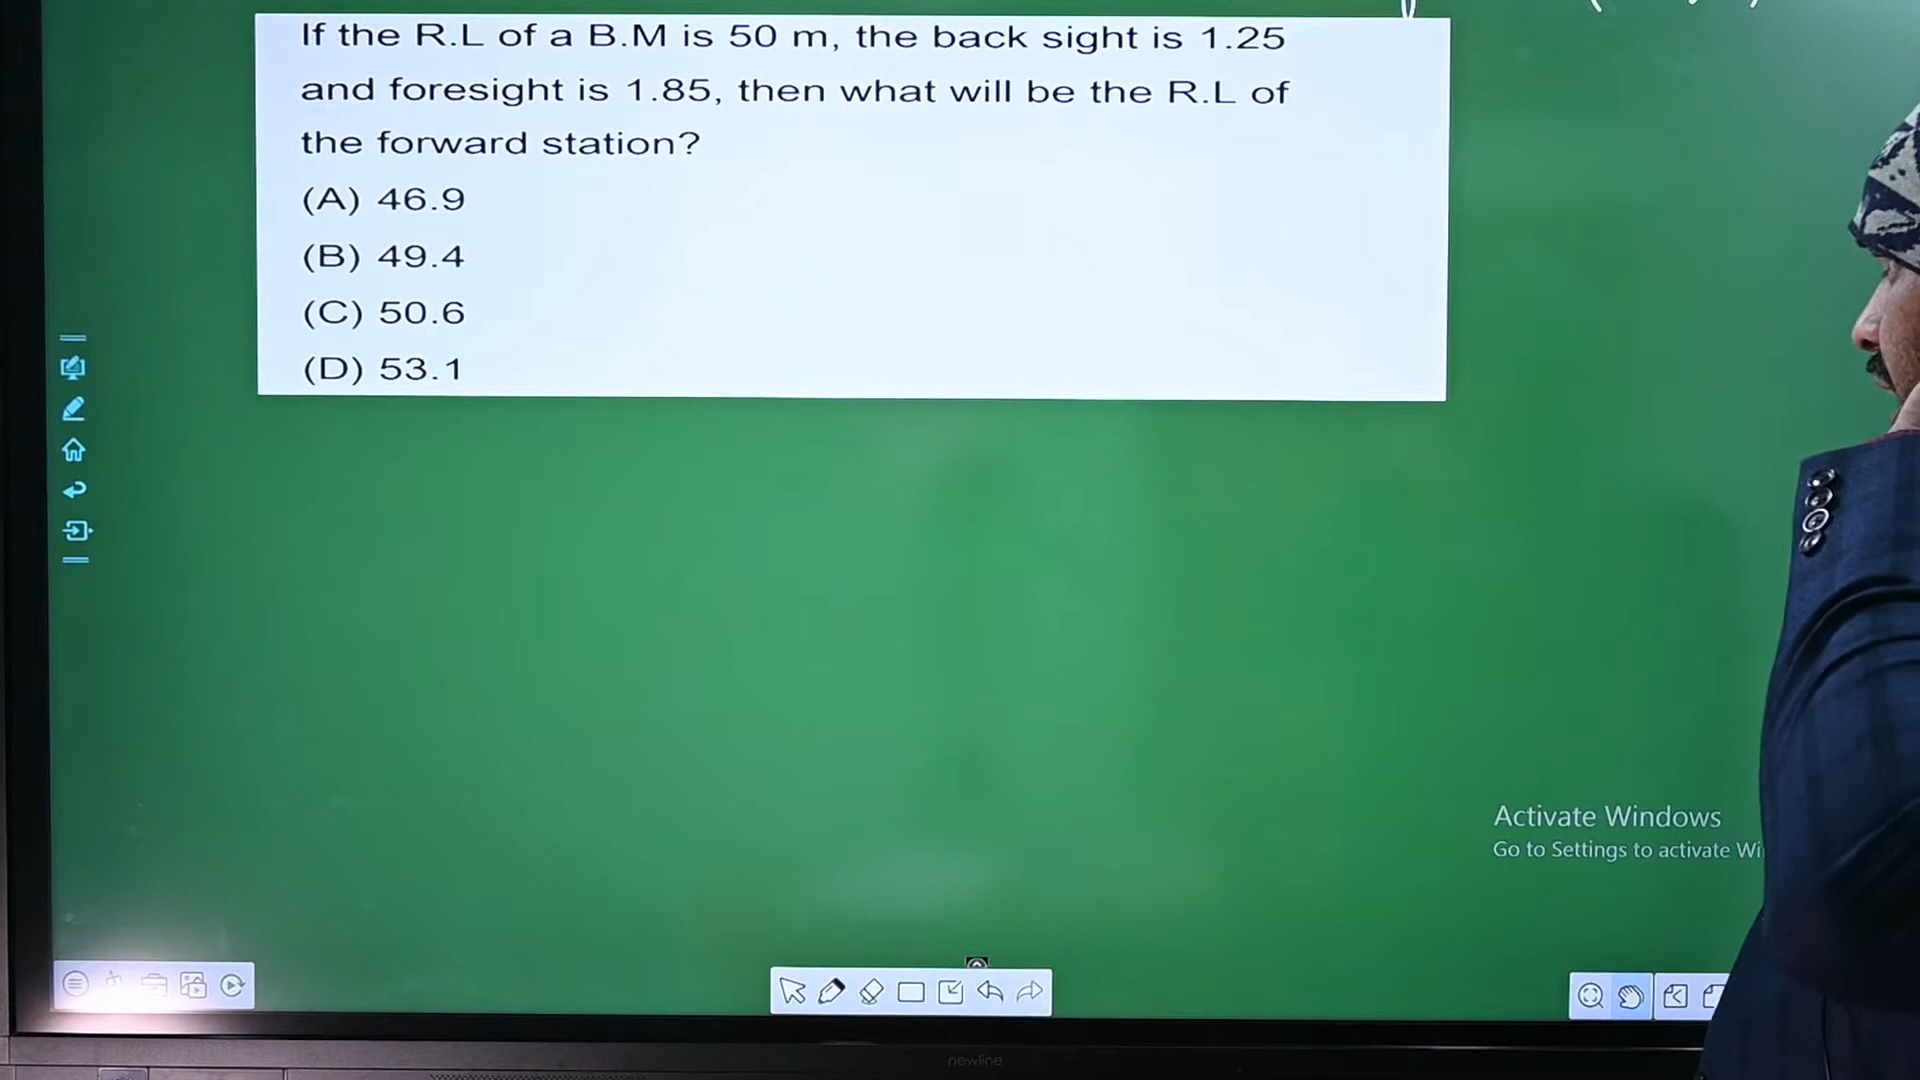 If the R.L of a B.M is 50 m, the back sight is 1.25
and foresight is 1.85, then what will be the R.L of
the forward station?
(A) 46.9
(B) 49.4
(C) 50.6
(D) 53.1
Activate Windows
Go to Settings to activate
newline